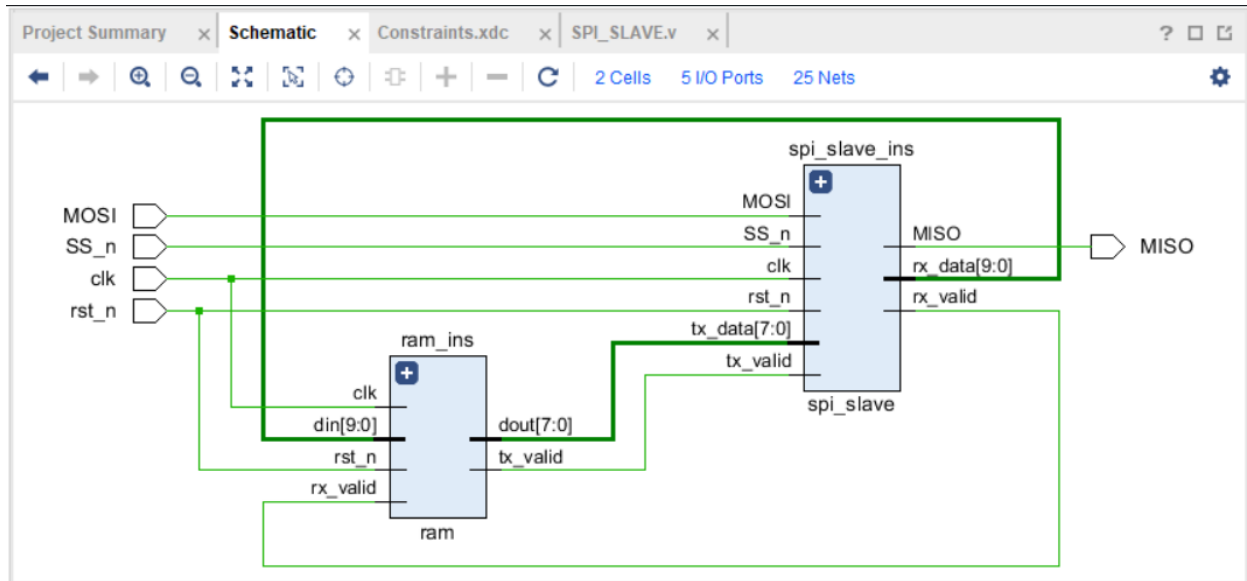 Project Summary × Schematic × Constraints.xdc × SPI_SLAVE.v × ?
2 Cells 5 I/O Ports 25 Nets
spi_slave_ins
MOSI MOSI
SS_n SS_n MISO MISO
clk clk rx_data[9:0]
rst_n rst_n rx_valid
ram_ins tx_data[7:0]
tx_valid
clk spi_slave
din[9:0] dout[7:0]
rst_n tx_valid
rx_valid
ram